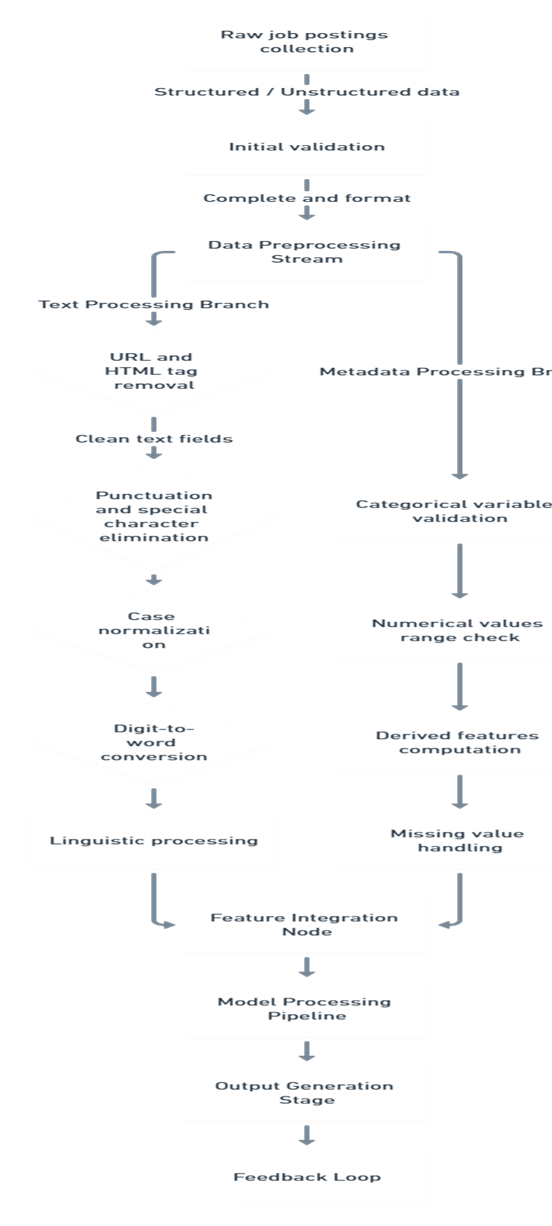 Raw job postings
collection
Structured / Unstructured data
Initial validation
Complete and format
Data Preprocessing
Stream
Text Processing Branch
URL and
HTML tag
removal
Metadata Processing Br
Clean text fields
Punctuation
and special
character
elimination
Categorical variable
validation
Case
normalizati
on
Numerical values
range check
Digit-to-
word
conversion
Derived features
computation
Linguistic processing
Missing value
handling
Feature Integration
Node
Model Processing
Pipeline
Output Generation
Stage
Feedback Loop